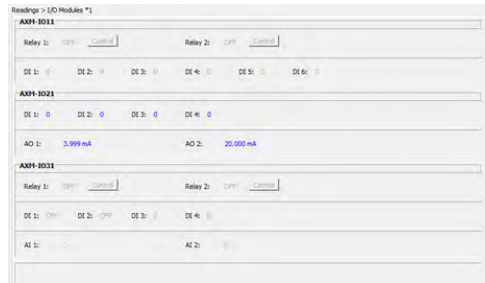 Readings > I/O Modules *1
AXM-IO11
Relay 1: OFF Control Relay 2: OFF Control
DI 1: 0 DI 2: 0 DI 3: 0 DI 4: 0 DI 5: 0 DI 6: 0
AXM-IO21
DI 1: 0 DI 2: 0 DI 3: 0 DI 4: 0
AO 1: 3.999 mA AO 2: 20.000 mA
AXM-IO31
Relay 1: OFF Control Relay 2: OFF Control
DI 1: OFF DI 2: OFF DI 3: 0 DI 4: 0
AI 1: 0 AI 2: 0